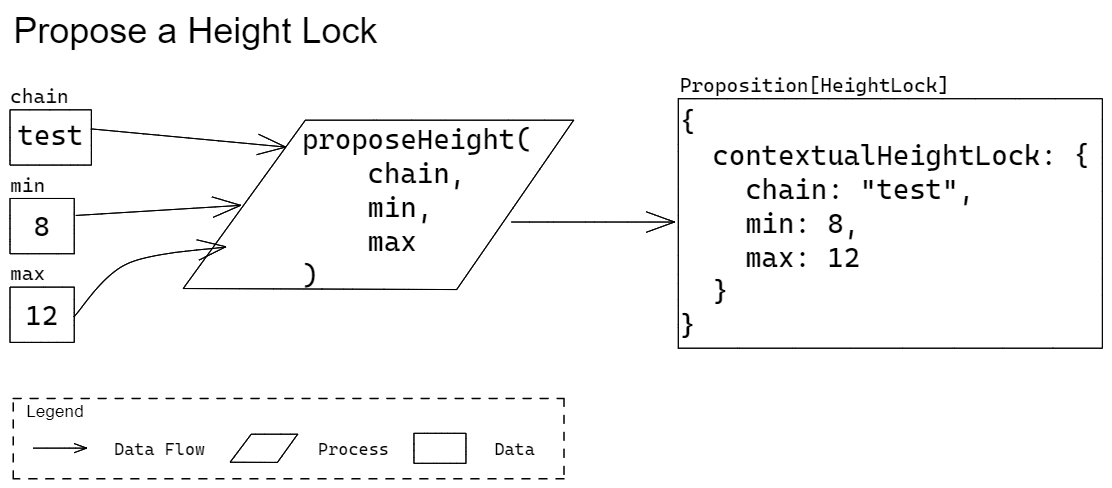 Propose a Height Lock
chain
test
min
8
max
12
proposeHeight(
    chain,
    min,
    max
)
Proposition[HeightLock]
{
  contextualHeightLock: {
    chain: "test",
    min: 8,
    max: 12
  }
}
Legend
Data Flow
Process
Data